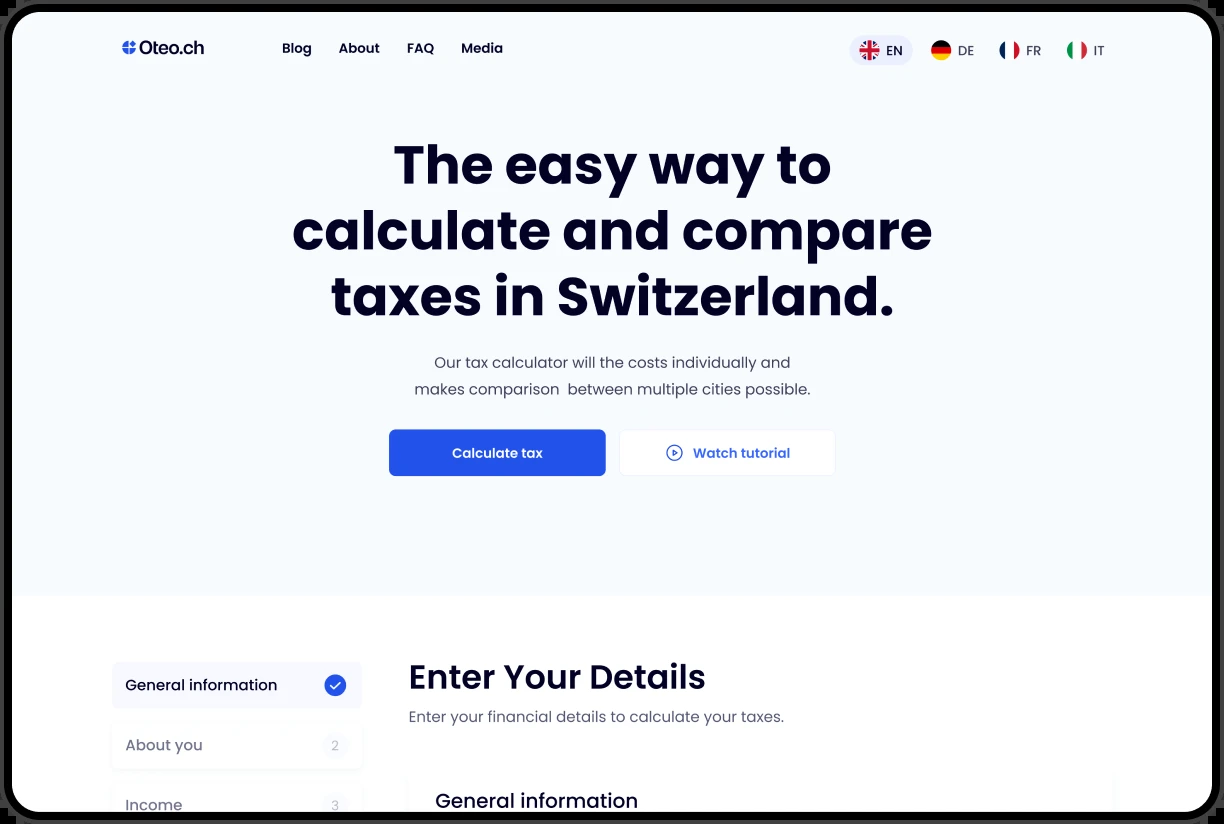 Oteo.ch
Blog About FAQ Media
EN DE FR IT
The easy way to
calculate and compare
taxes in Switzerland.
Our tax calculator will the costs individually and
makes comparison between multiple cities possible.
Calculate tax
Watch tutorial
General information
About you 2
Income 3
Enter Your Details
Enter your financial details to calculate your taxes.
General information